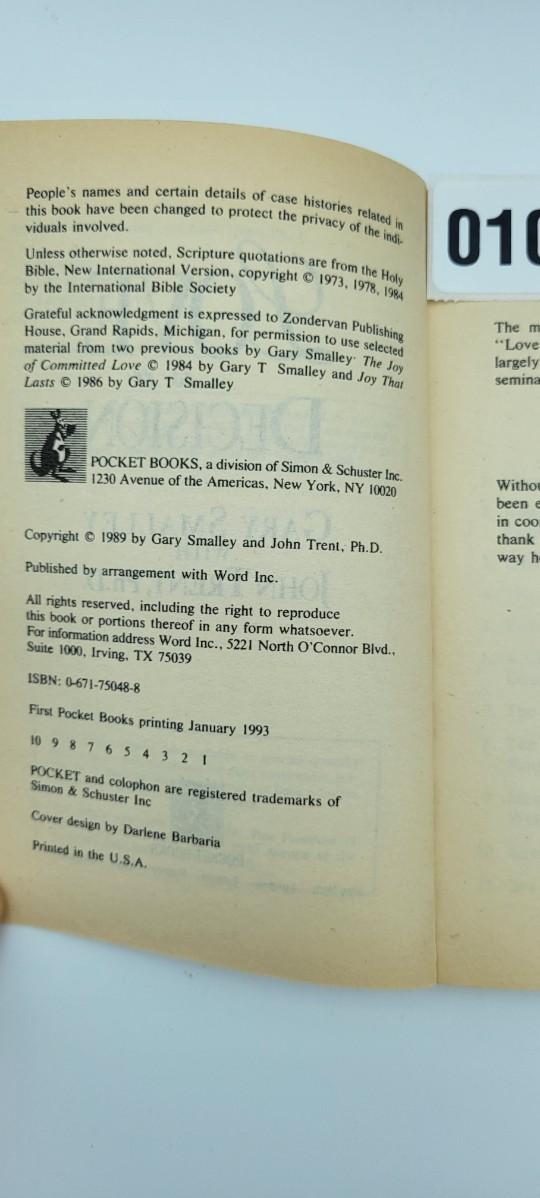 People's names and certain details of case histories related in
this book have been changed to protect the privacy of the indi-
viduals involved.
Unless otherwise noted, Scripture quotations are from the Holy
Bible, New International Version, copyright © 1973, 1978, 1984
by the International Bible Society
Grateful acknowledgment is expressed to Zondervan Publishing
House, Grand Rapids, Michigan, for permission to use selected
material from two previous books by Gary Smalley· The Joy
of Committed Love © 1984 by Gary T Smalley and Joy That
Lasts © 1986 by Gary T Smalley
POCKET BOOKS, a division of Simon & Schuster Inc.
1230 Avenue of the Americas, New York, NY 10020
Copyright © 1989 by Gary Smalley and John Trent, Ph.D.
Published by arrangement with Word Inc.
All rights reserved, including the right to reproduce
this book or portions thereof in any form whatsoever.
For information address Word Inc., 5221 North O'Connor Blvd.,
Suite 1000, Irving, TX 75039
ISBN: 0-671-75048-8
First Pocket Books printing January 1993
10 9 8 7 6 5 4 3 2 1
POCKET and colophon are registered trademarks of
Simon & Schuster Inc
Cover design by Darlene Barbaria
Printed in the U.S.A.
010
The m
"Love
largely
semina
Withou
been e
in coo
thank
way h